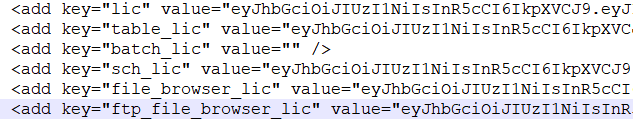 <add key="lic" value="eyJhbGciOiJIUzI1NiIsInR5cCI6IkpXVCJ9.eyJ
<add key="table_lic" value="eyJhbGciOiJIUzI1NiIsInR5cCI6IkpXVC
<add key="batch_lic" value="" />
<add key="sch_lic" value="eyJhbGciOiJIUzI1NiIsInR5cCI6IkpXVCJ9
<add key="file_browser_lic" value="eyJhbGciOiJIUzI1NiIsInR5cCI
<add key="ftp_file_browser_lic" value="eyJhbGciOiJIUzI1NiIsInR